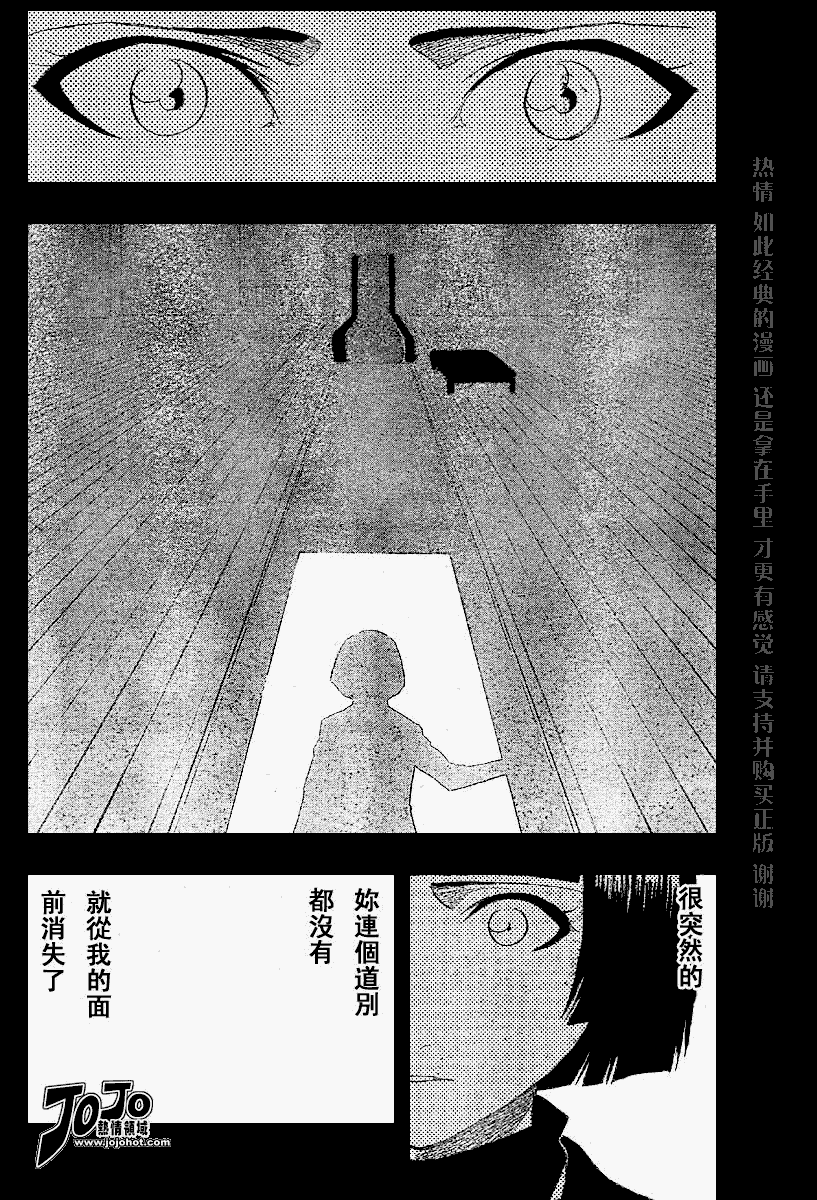 很突然的
妳連個道別
都沒有
就從我的面
前消失了
JOJO
熱情領域
www.jojohot.com
热情 如此经典的漫画 还是拿在手里 才更有感觉 请支持并购买正版 谢谢